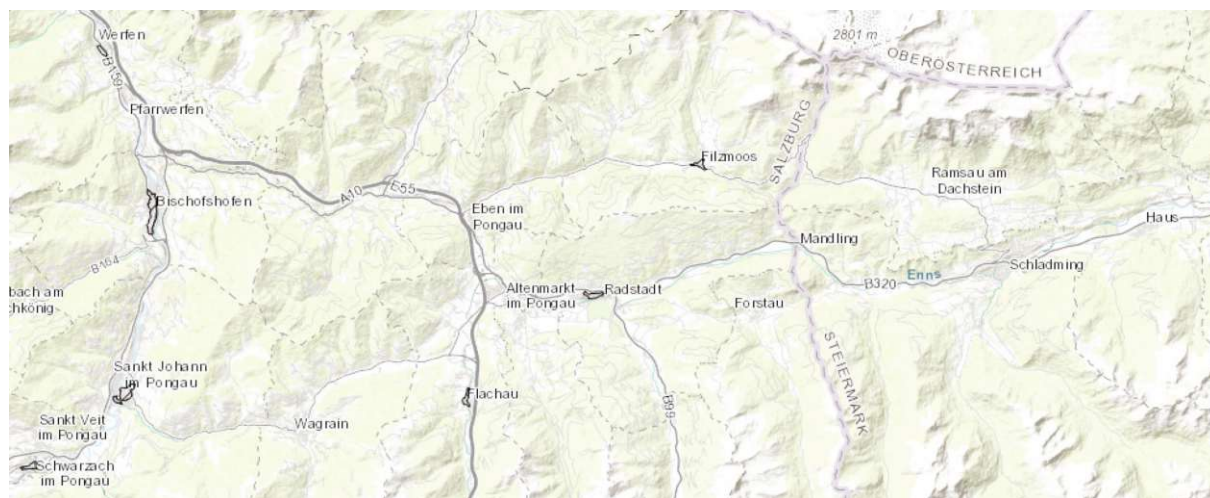 Werfen
B159
Pfarrwerfen
2801 m
OBERÖSTERREICH
SALZBURG
Filzmoos
Ramsau am
Dachstein
A10
E55
Bischofshofen
Eben im
Pongau
Haus
Mandling
B164
Enns
Schladming
bach am
chkönig
Altenmarkt
im Pongau
Radstadt
Forstau
B320
STEIERMARK
Sankt Johann
im Pongau
Flachau
B99
Sankt Veit
im Pongau
Wagrain
Schwarzach
im Pongau